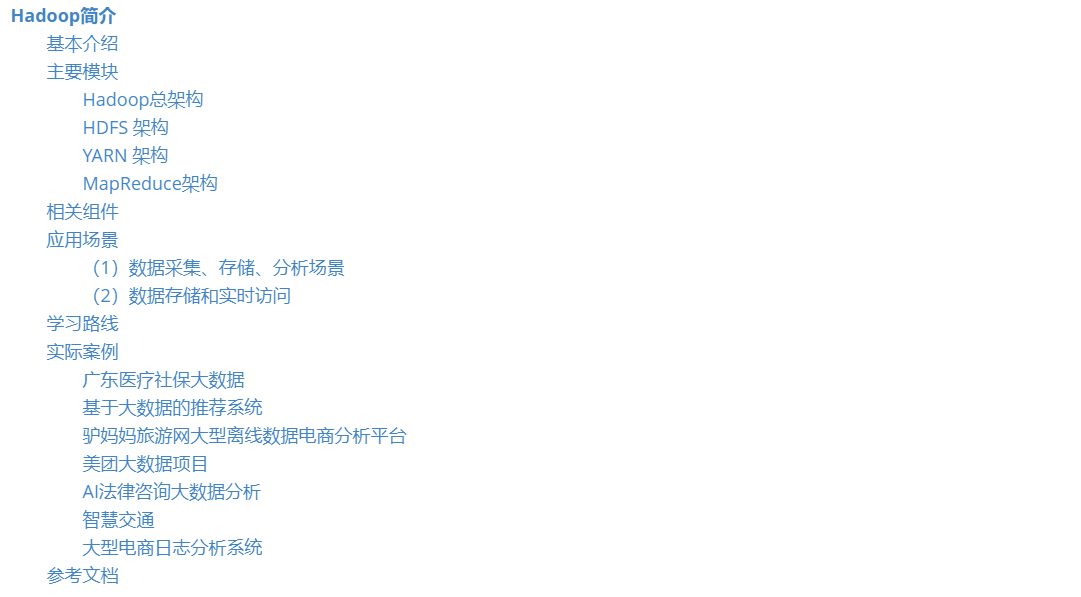 Hadoop简介
基本介绍
主要模块
Hadoop总架构
HDFS 架构
YARN 架构
MapReduce架构
相关组件
应用场景
（1）数据采集、存储、分析场景
（2）数据存储和实时访问
学习路线
实际案例
广东医疗社保大数据
基于大数据的推荐系统
驴妈妈旅游网大型离线数据电商分析平台
美团大数据项目
AI法律咨询大数据分析
智慧交通
大型电商日志分析系统
参考文档